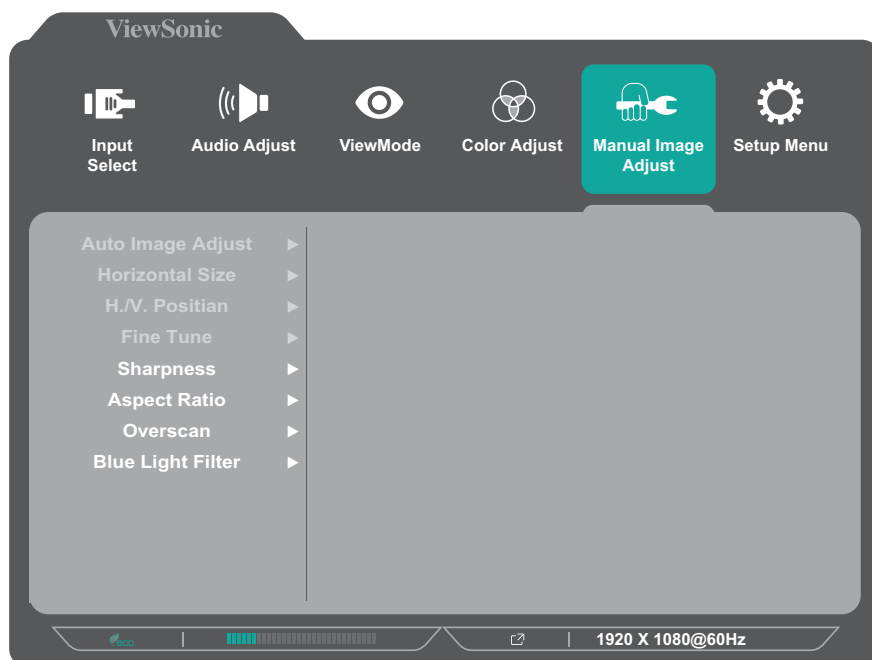 ViewSonic
Input
Select
Audio Adjust
ViewMode
Color Adjust
Manual Image
Adjust
Setup Menu
Auto Image Adjust
Horizontal Size
H./V. Positian
Fine Tune
Sharpness
Aspect Ratio
Overscan
Blue Light Filter
eco
1920 X 1080@60Hz